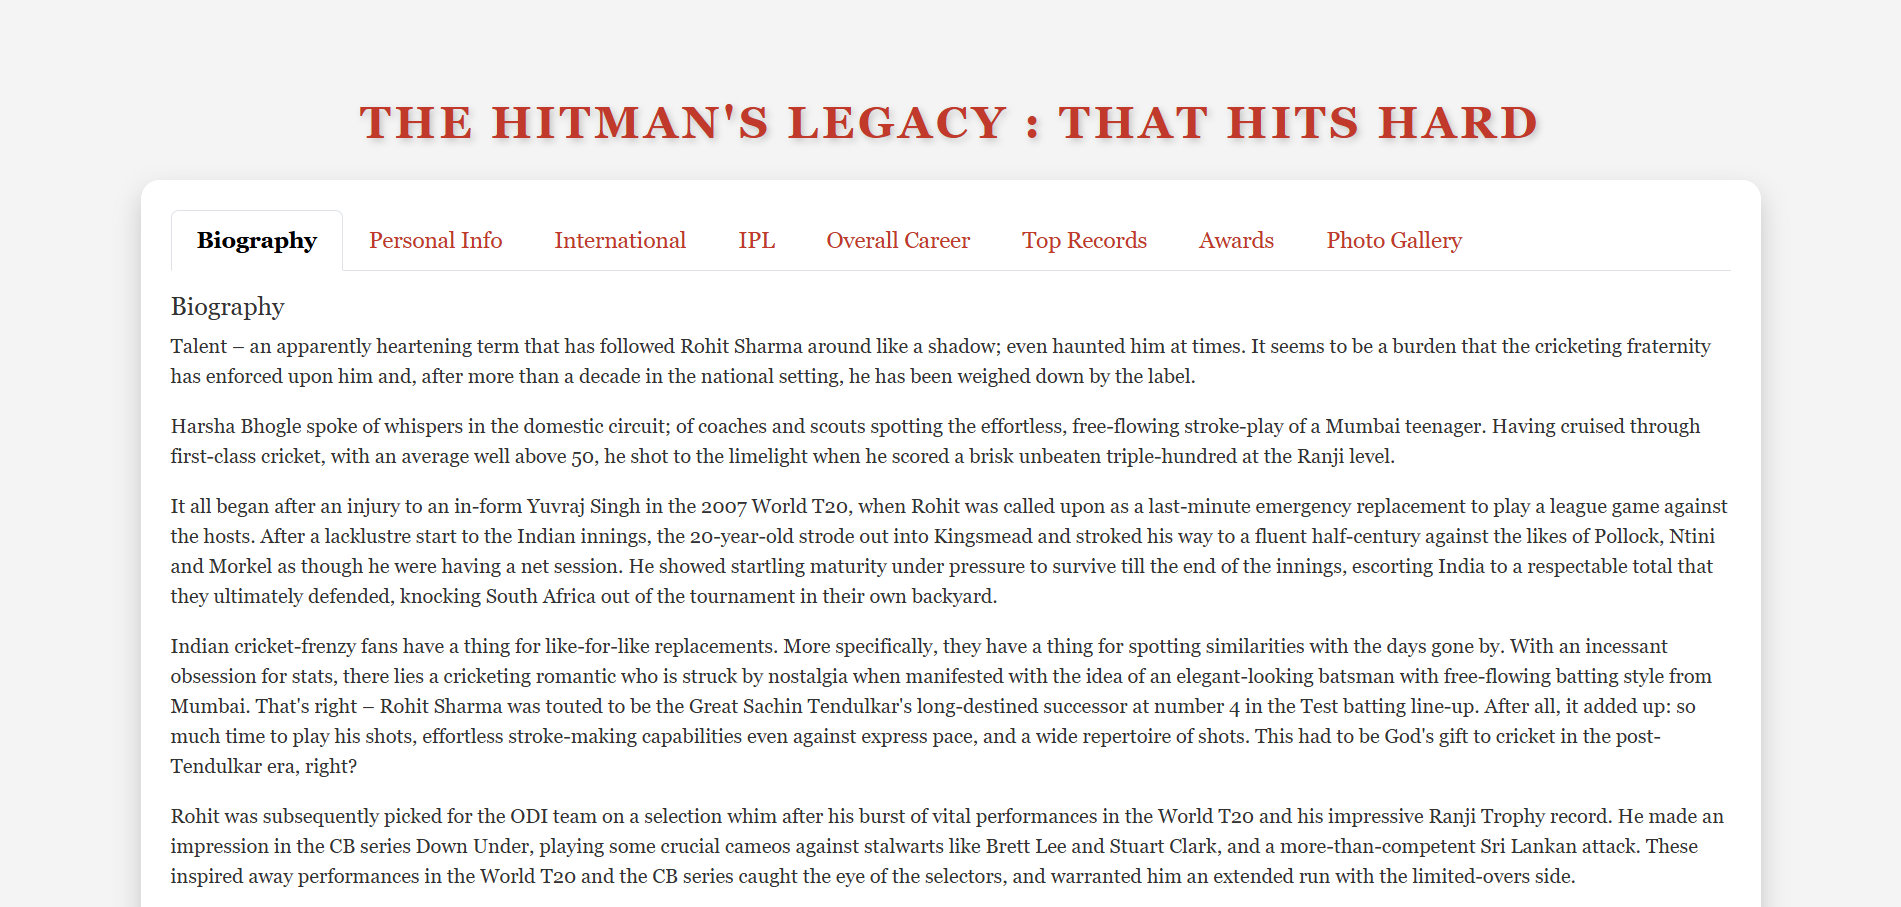 THE HITMAN'S LEGACY : THAT HITS HARD
Biography
Personal Info
International
IPL
Overall Career
Top Records
Awards
Photo Gallery
Biography
Talent – an apparently heartening term that has followed Rohit Sharma around like a shadow; even haunted him at times. It seems to be a burden that the cricketing fraternity
has enforced upon him and, after more than a decade in the national setting, he has been weighed down by the label.
Harsha Bhogle spoke of whispers in the domestic circuit; of coaches and scouts spotting the effortless, free-flowing stroke-play of a Mumbai teenager. Having cruised through
first-class cricket, with an average well above 50, he shot to the limelight when he scored a brisk unbeaten triple-hundred at the Ranji level.
It all began after an injury to an in-form Yuvraj Singh in the 2007 World T20, when Rohit was called upon as a last-minute emergency replacement to play a league game against
the hosts. After a lacklustre start to the Indian innings, the 20-year-old strode out into Kingsmead and stroked his way to a fluent half-century against the likes of Pollock, Ntini
and Morkel as though he were having a net session. He showed startling maturity under pressure to survive till the end of the innings, escorting India to a respectable total that
they ultimately defended, knocking South Africa out of the tournament in their own backyard.
Indian cricket-frenzy fans have a thing for like-for-like replacements. More specifically, they have a thing for spotting similarities with the days gone by. With an incessant
obsession for stats, there lies a cricketing romantic who is struck by nostalgia when manifested with the idea of an elegant-looking batsman with free-flowing batting style from
Mumbai. That's right – Rohit Sharma was touted to be the Great Sachin Tendulkar's long-destined successor at number 4 in the Test batting line-up. After all, it added up: so
much time to play his shots, effortless stroke-making capabilities even against express pace, and a wide repertoire of shots. This had to be God's gift to cricket in the post-
Tendulkar era, right?
Rohit was subsequently picked for the ODI team on a selection whim after his burst of vital performances in the World T20 and his impressive Ranji Trophy record. He made an
impression in the CB series Down Under, playing some crucial cameos against stalwarts like Brett Lee and Stuart Clark, and a more-than-competent Sri Lankan attack. These
inspired away performances in the World T20 and the CB series caught the eye of the selectors, and warranted him an extended run with the limited-overs side.